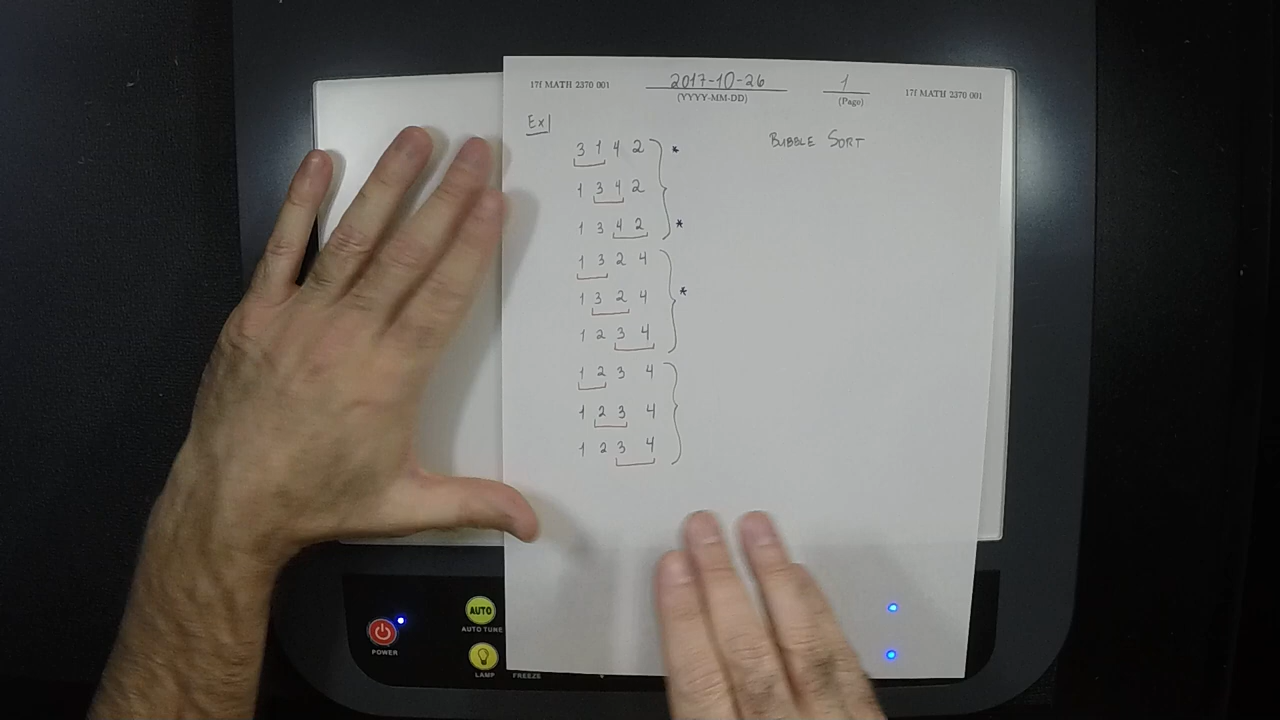 17f MATH 2370 001 2017-10-26 1 17f MATH 2370 001
(YYYY-MM-DD) (Page)
Ex1
BUBBLE SORT
3 1 4 2 *
1 3 4 2
1 3 4 2 *
1 3 2 4
1 3 2 4 *
1 2 3 4
1 2 3 4
1 2 3 4
1 2 3 4
AUTO
POWER
AUTO TUNE
LAMP
FREEZE